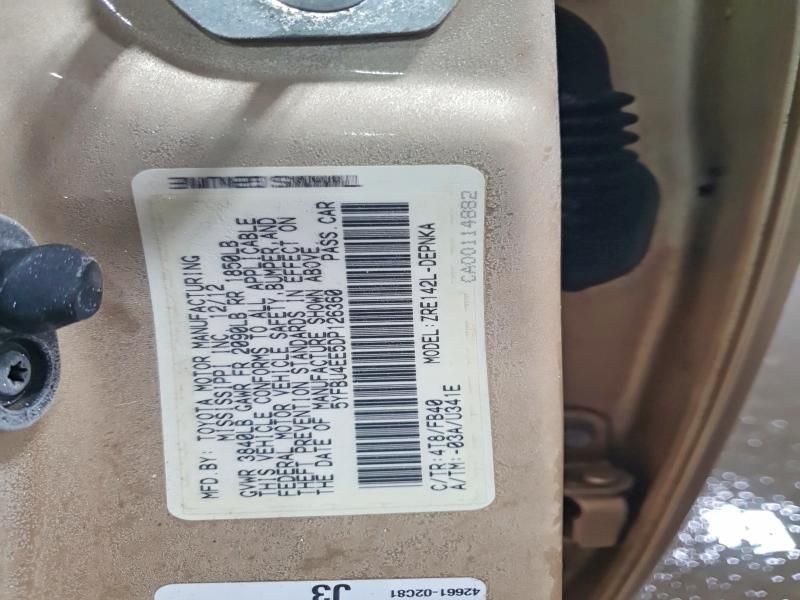 MFD.BY: TOYOTA MOTOR MANUFACTURING
MISSISSIPPI INC. 12/12
GVWR 3840LB GAWR FR 2090LB RR 1850LB
THIS VEHICLE CONFORMS TO ALL APPLICABLE
FEDERAL MOTOR VEHICLE SAFETY, BUMPER, AND
THEFT PREVENTION STANDARDS IN EFFECT ON
THE DATE OF MANUFACTURE SHOWN ABOVE.
5YFBU4EE5DP126360 PASS.CAR
C/TR:4T8/FB40 MODEL:ZRE142L-DEPNKA
A/TM:-03A/U341E
CA00114882
J3
42661-02C81